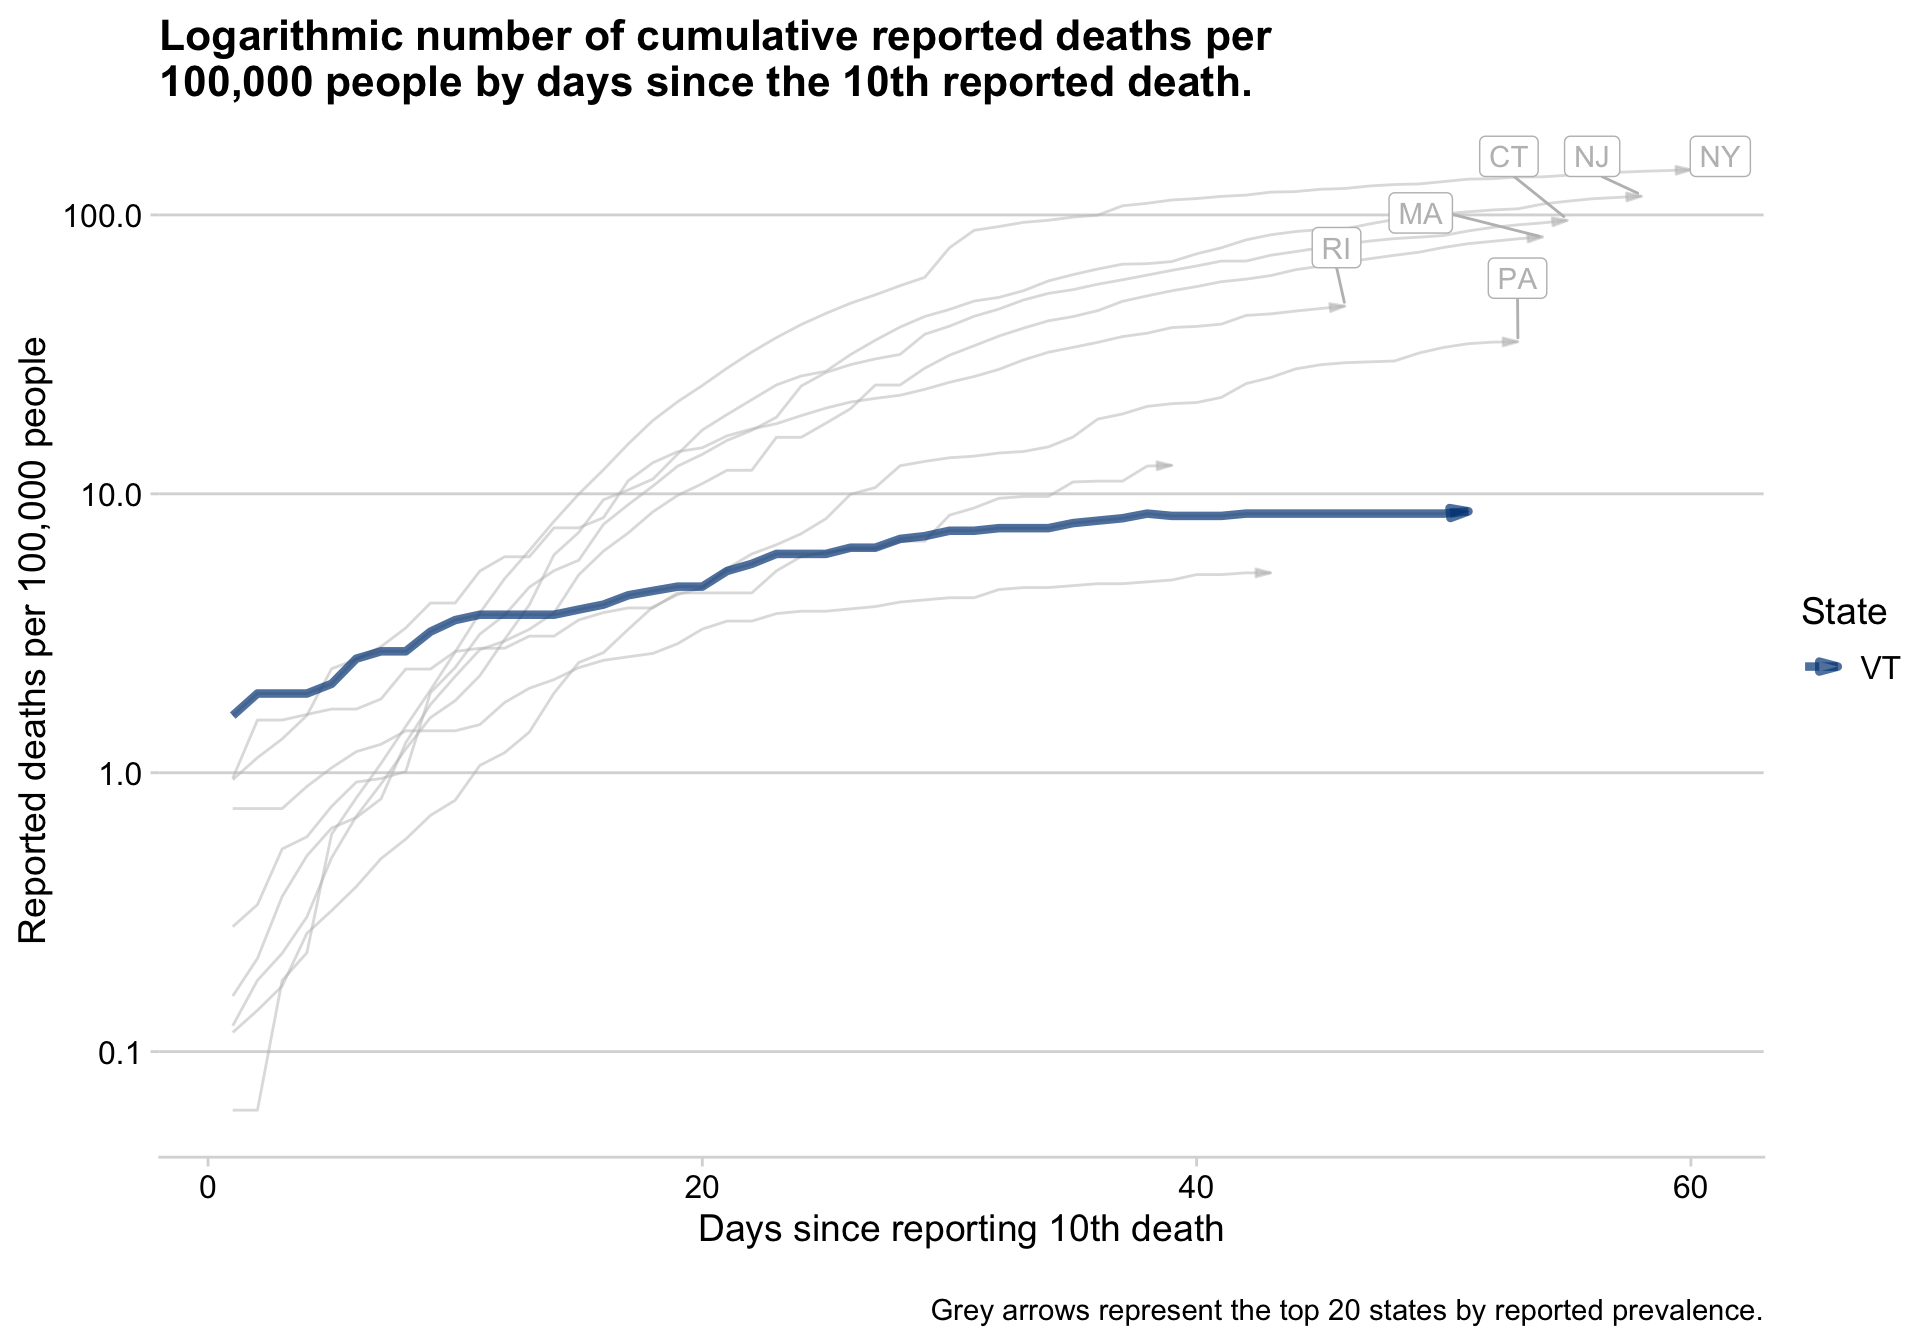 Logarithmic number of cumulative reported deaths per
100,000 people by days since the 10th reported death.
CT
NJ
NY
MA
RI
PA
100.0
10.0
1.0
0.1
Reported deaths per 100,000 people
State
VT
0
20
40
60
Days since reporting 10th death
Grey arrows represent the top 20 states by reported prevalence.